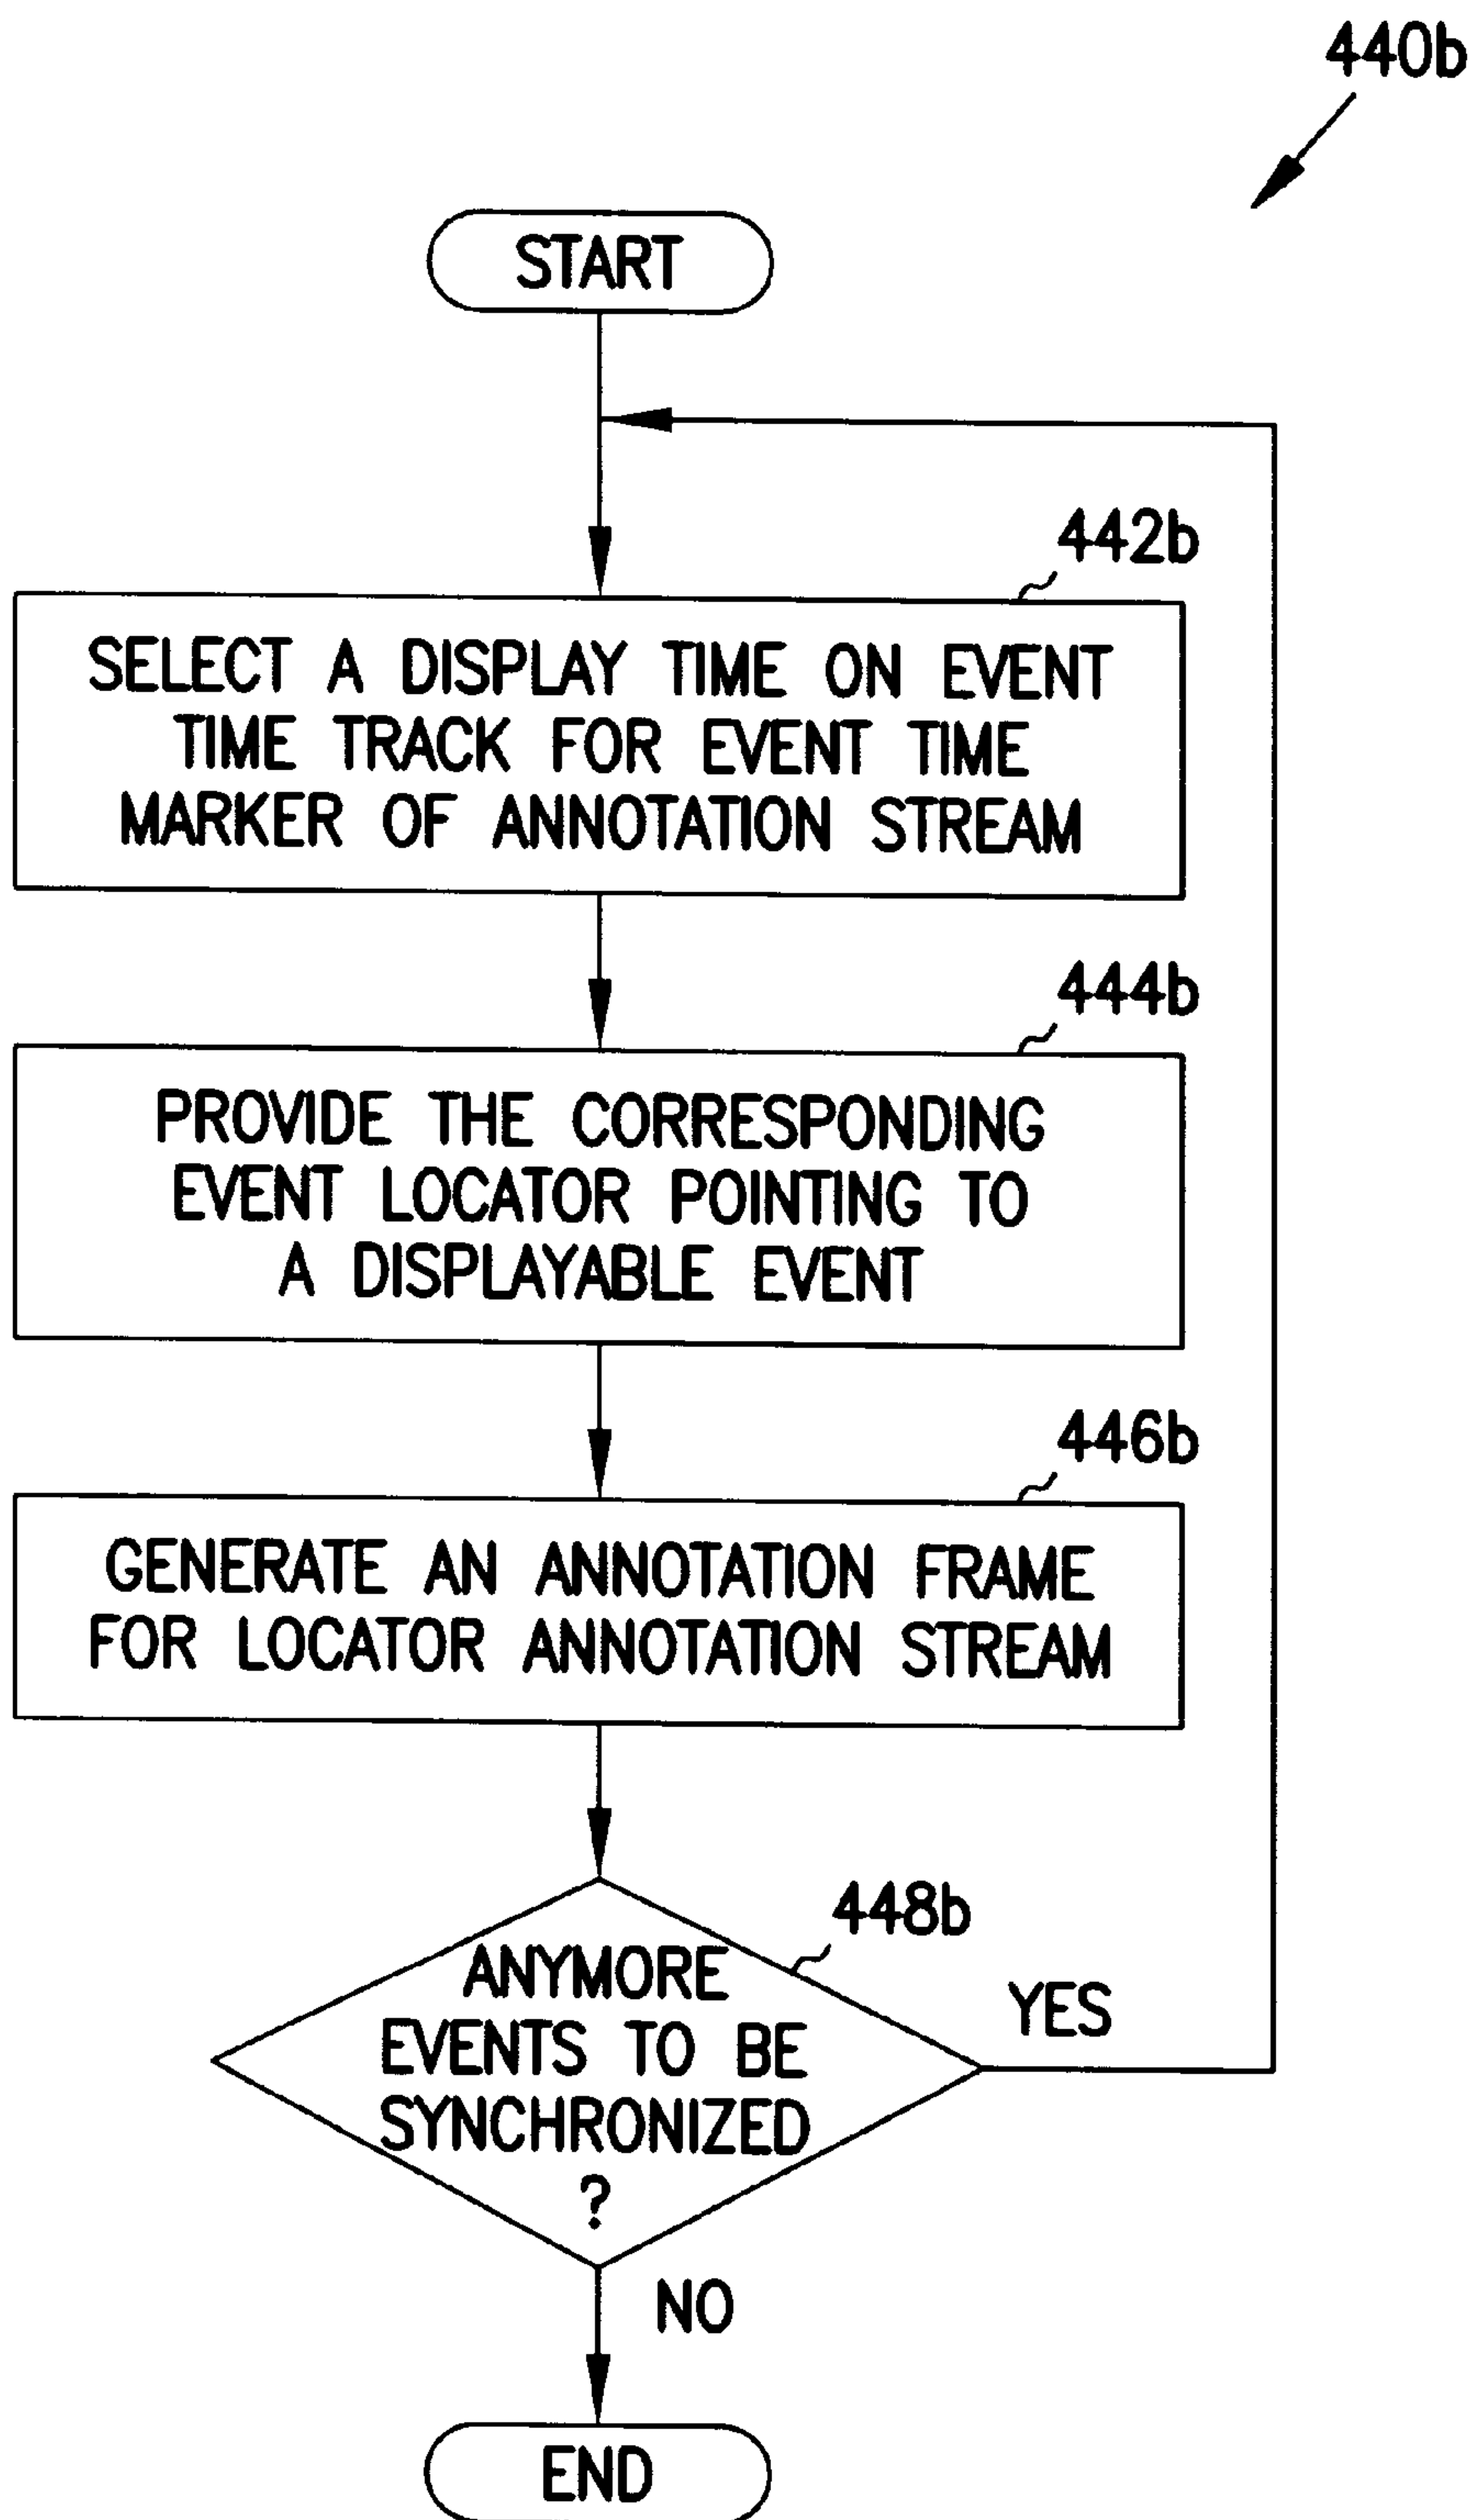 440b
START
442b
SELECT A DISPLAY TIME ON EVENT
TIME TRACK FOR EVENT TIME
MARKER OF ANNOTATION STREAM
444b
PROVIDE THE CORRESPONDING
EVENT LOCATOR POINTING TO
A DISPLAYABLE EVENT
446b
GENERATE AN ANNOTATION FRAME
FOR LOCATOR ANNOTATION STREAM
448b
ANYMORE
EVENTS TO BE
SYNCHRONIZED
?
YES
NO
END